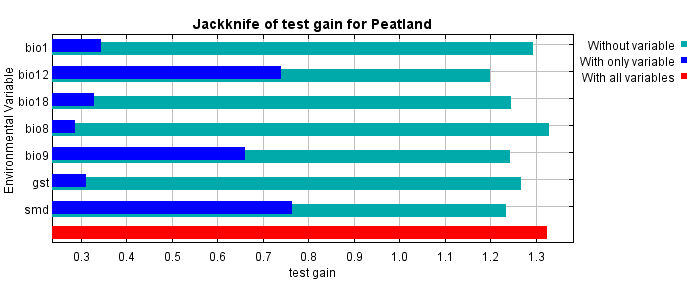 Jackknife of test gain for Peatland
Environmental Variable
bio1
bio12
bio18
bio8
bio9
gst
smd
0.3 0.4 0.5 0.6 0.7 0.8 0.9 1.0 1.1 1.2 1.3
test gain
Without variable
With only variable
With all variables